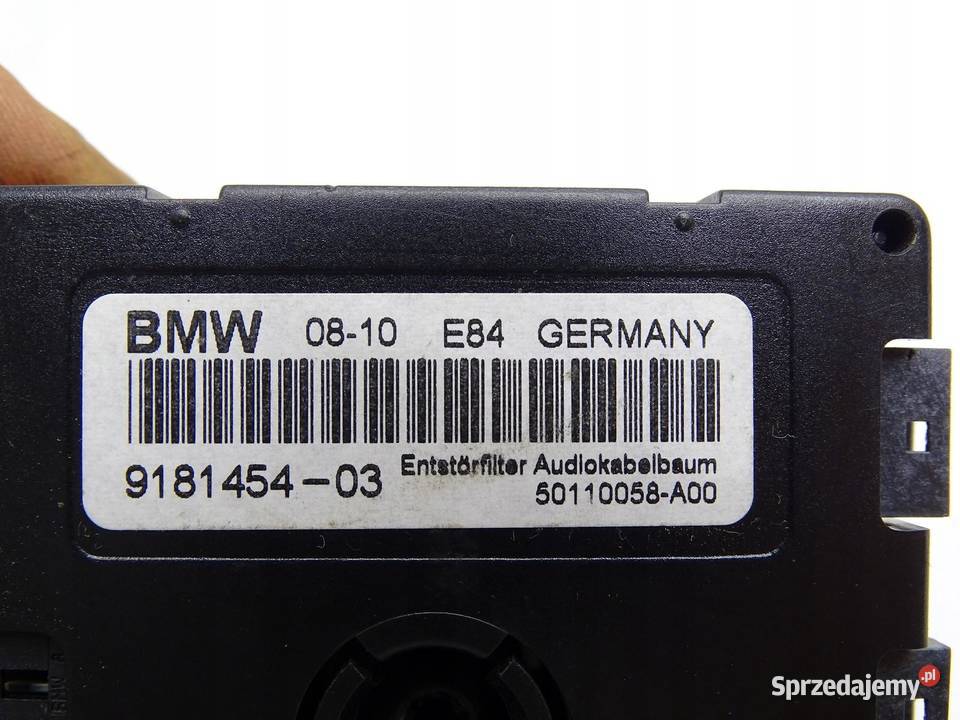 BMW 08-10 E84 GERMANY
9181454-03 Entstörfilter Audiokabelbaum
50110058-A00
Sprzedajemy.pl